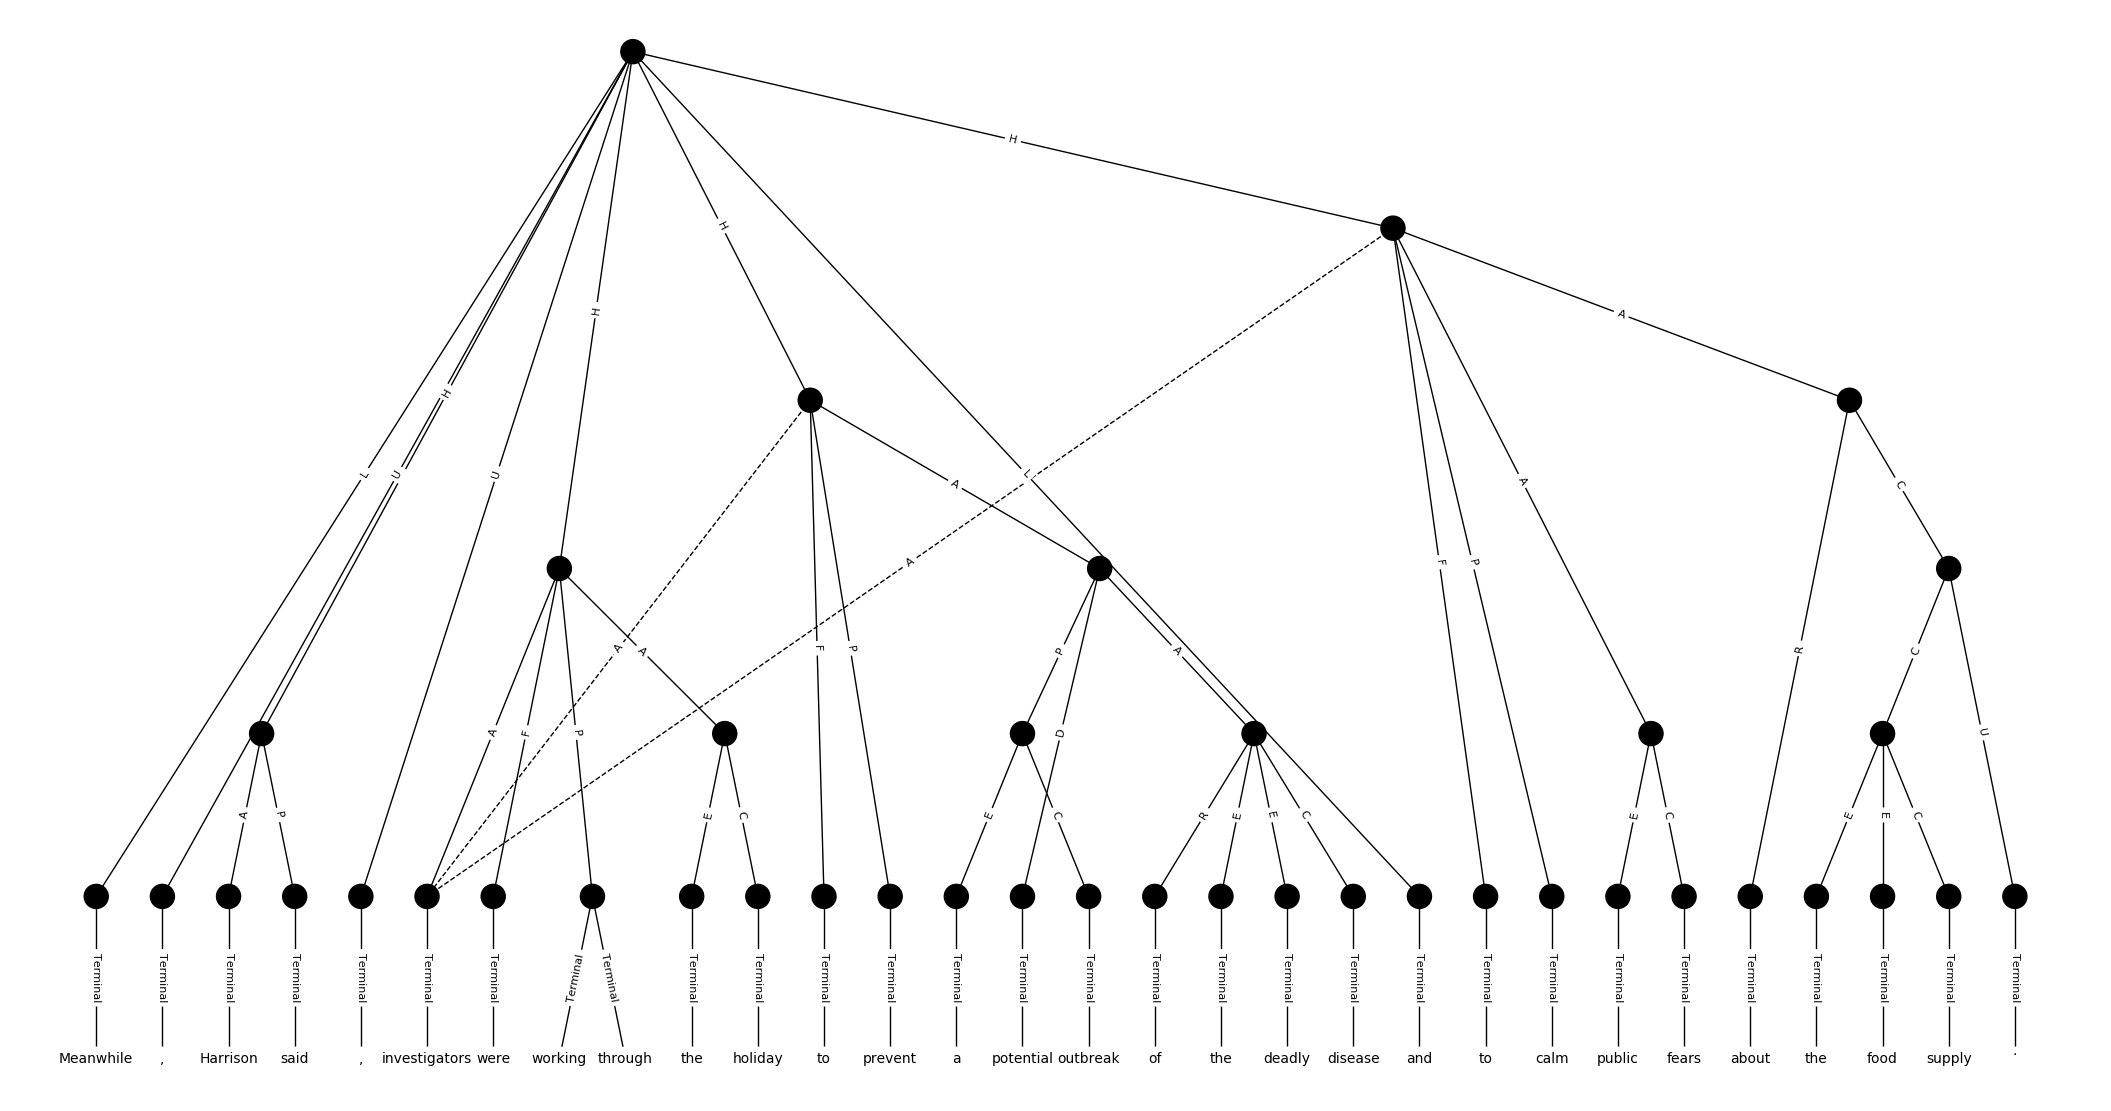 H
H
A
H
L
H
L U U A A C
A F P
A A F P A R C
A F P D U
A P E C E C R E E C E C E E C
Terminal Terminal Terminal Terminal Terminal Terminal Terminal Terminal Terminal Terminal Terminal Terminal Terminal Terminal Terminal Terminal Terminal Terminal Terminal Terminal Terminal Terminal Terminal Terminal Terminal Terminal Terminal Terminal Terminal Terminal
Meanwhile , Harrison said , investigators were working through the holiday to prevent a potential outbreak of the deadly disease and to calm public fears about the food supply .